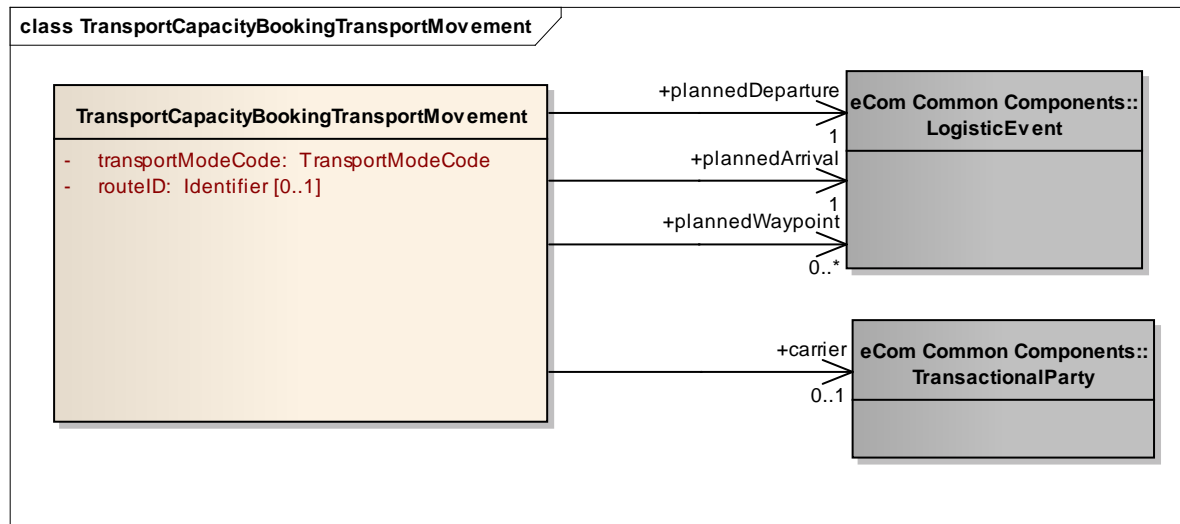 class TransportCapacityBookingTransportMovement
TransportCapacityBookingTransportMovement
- transportModeCode: TransportModeCode
- routeID: Identifier [0..1]
+plannedDeparture
1
+plannedArrival
1
+plannedWaypoint
0..*
eCom Common Components::
LogisticEvent
+carrier
0..1
eCom Common Components::
TransactionalParty